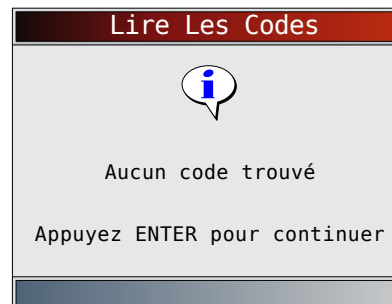 Lire Les Codes
i
Aucun code trouvé
Appuyez ENTER pour continuer